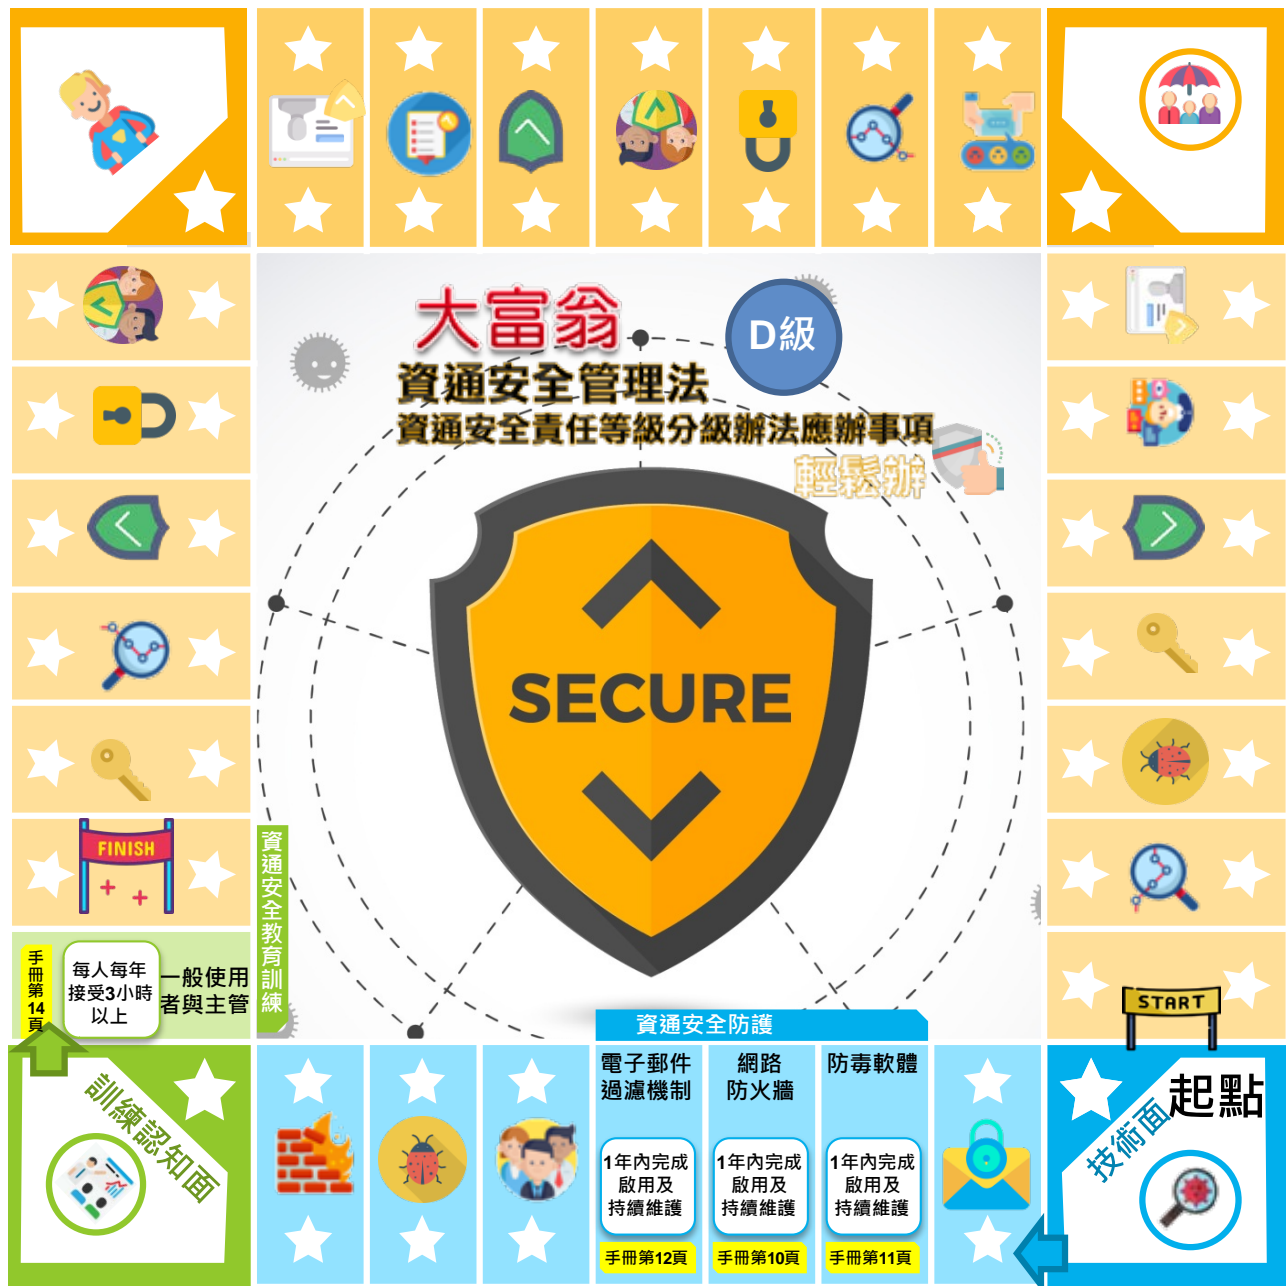 大富翁
D級
資通安全管理法
資通安全責任等級分級辦法應辦事項
輕鬆辦
SECURE
FINISH
資通安全教育訓練
手冊第14頁
每人每年
接受3小時
以上
一般使用
者與主管
START
資通安全防護
電子郵件
過濾機制
1年內完成
啟用及
持續維護
手冊第12頁
網路
防火牆
1年內完成
啟用及
持續維護
手冊第10頁
防毒軟體
1年內完成
啟用及
持續維護
手冊第11頁
訓練認知面
技術面
起點